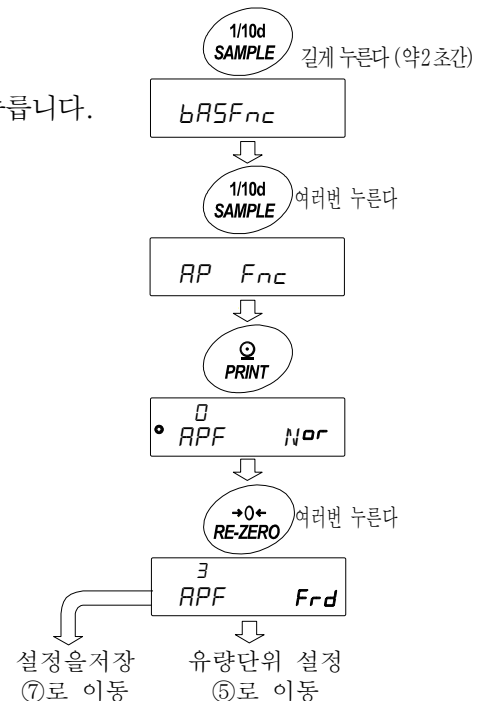 1/10d
SAMPLE
길게 누른다 (약2초간)
누릅니다.
bASFnc
1/10d
SAMPLE
여러번 누른다
AP Fnc
PRINT
0
APF Nor
→0←
RE-ZERO
여러번 누른다
3
APF Frd
설정을저장
⑦로 이동
유량단위 설정
⑤로 이동